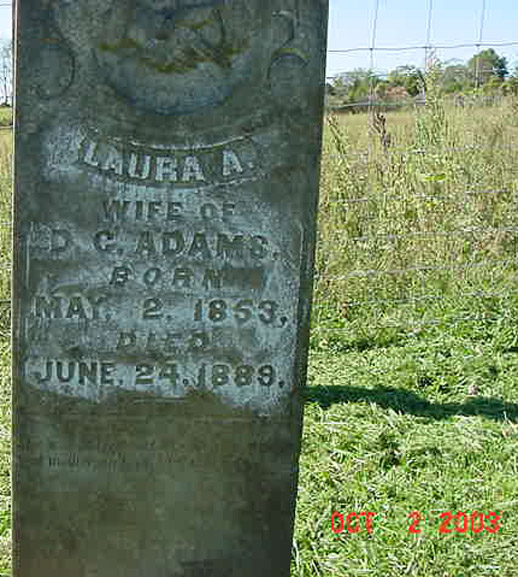 LAURA A.
WIFE OF
D. C. ADAMS.
BORN
MAY. 2. 1853,
DIED
JUNE. 24. 1889.
OCT 2 2003